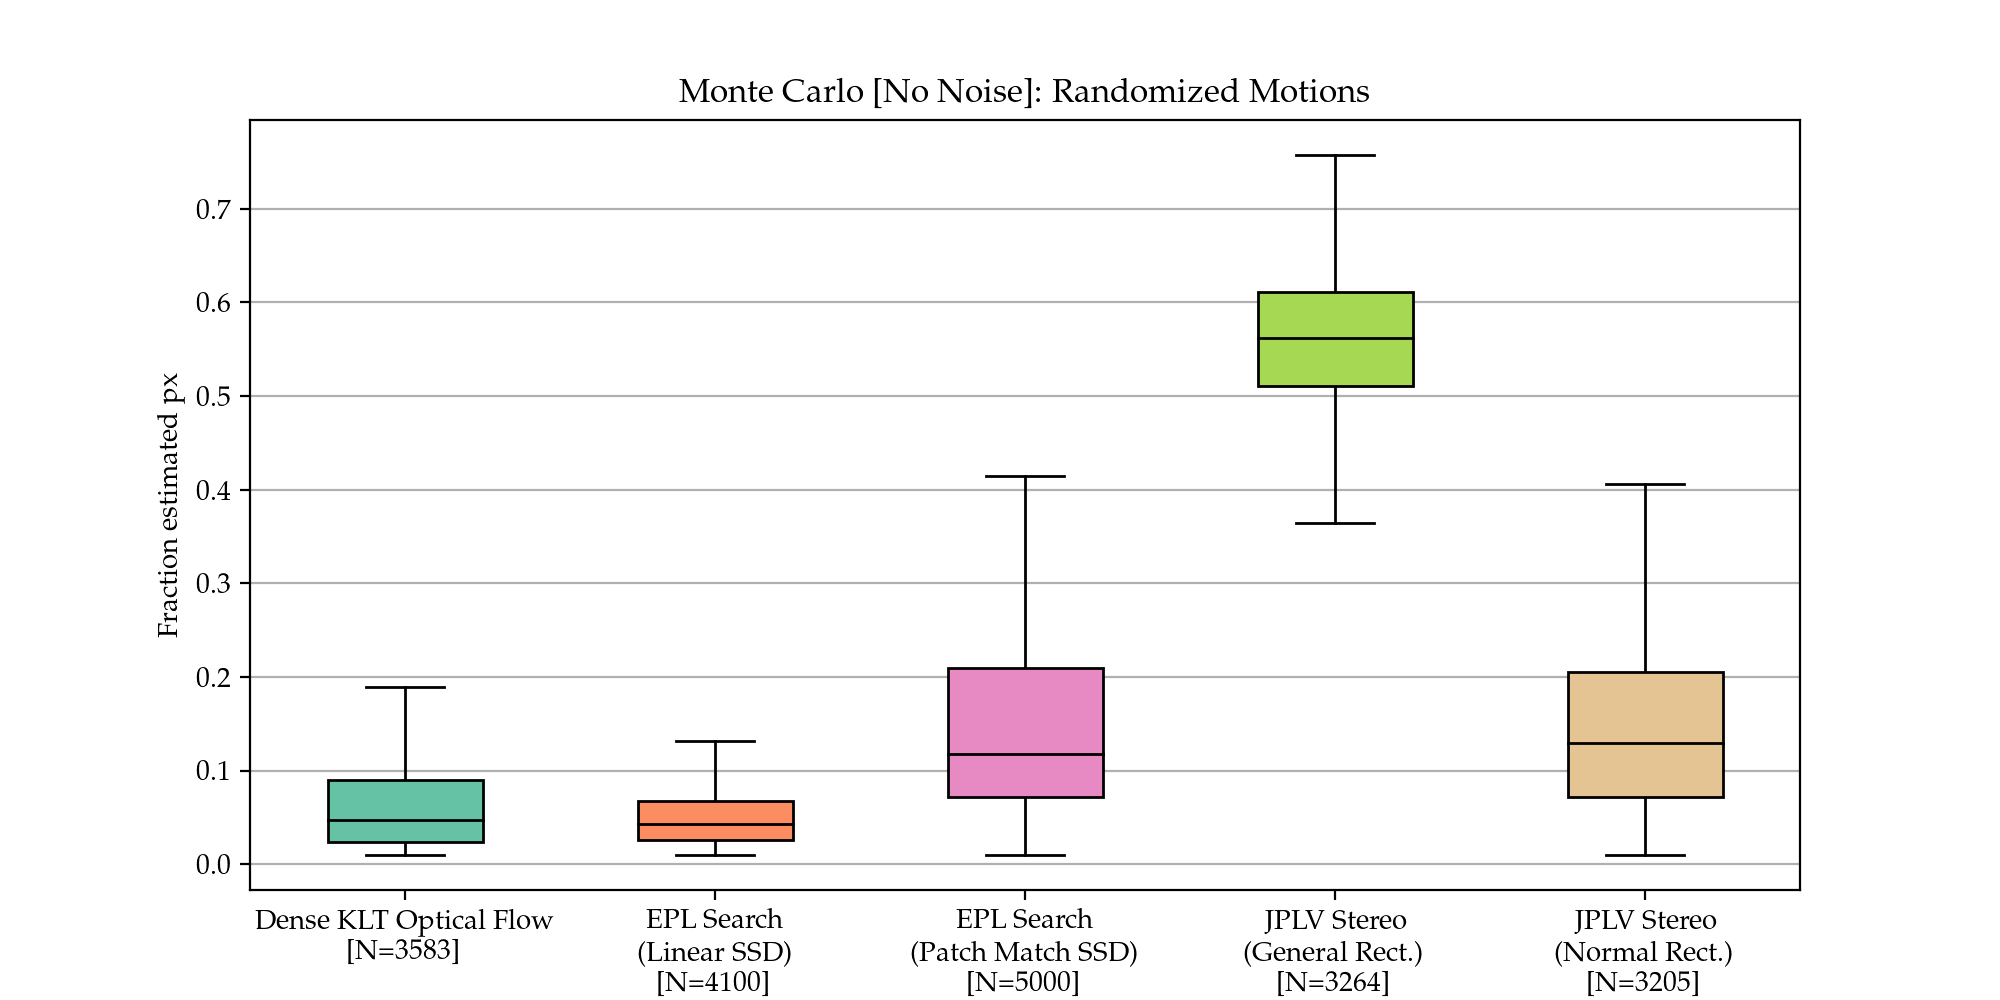 Monte Carlo [No Noise]: Randomized Motions
Fraction estimated px
0.7
0.6
0.5
0.4
0.3
0.2
0.1
0.0
Dense KLT Optical Flow
[N=3583]
EPL Search
(Linear SSD)
[N=4100]
EPL Search
(Patch Match SSD)
[N=5000]
JPLV Stereo
(General Rect.)
[N=3264]
JPLV Stereo
(Normal Rect.)
[N=3205]